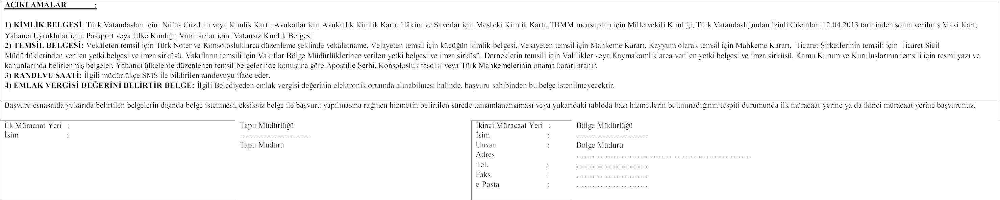 AÇIKLAMALAR :
1) KİMLİK BELGESİ: Türk Vatandaşları için: Nüfus Cüzdanı veya Kimlik Kartı, Avukatlar için Avukatlık Kimlik Kartı, Hâkim ve Savcılar için Mesleki Kimlik Kartı, TBMM mensupları için Milletvekili Kimliği, Türk Vatandaşlığından İzinli Çıkanlar: 12.04.2013 tarihinden sonra verilmiş Mavi Kart,
Yabancı Uyruklular için: Pasaport veya Ülke Kimliği, Vatansızlar için: Vatansız Kimlik Belgesi
2) TEMSİL BELGESİ: Vekâleten temsil için Türk Noter ve Konsolosluklarca düzenleme şeklinde vekâletname, Velayeten temsil için küçüğün kimlik belgesi, Vesayeten temsil için Mahkeme Kararı, Kayyum olarak temsil için Mahkeme Kararı, Ticaret Şirketlerinin temsili için Ticaret Sicil
Müdürlüklerinden verilen yetki belgesi ve imza sirküsü, Vakıfların temsili için Vakıflar Bölge Müdürlüklerince verilen yetki belgesi ve imza sirküsü, Derneklerin temsili için Valilikler veya Kaymakamlıklarca verilen yetki belgesi ve imza sirküsü, Kamu Kurum ve Kuruluşlarının temsili için resmi yazı ve
kanunlarında belirlenmiş belgeler, Yabancı ülkelerde düzenlenen temsil belgelerinde konusuna göre Apostille Şerhi, Konsolosluk tasdiki veya Türk Mahkemelerinin onama kararı aranır.
3) RANDEVU SAATİ: İlgili müdürlükçe SMS ile bildirilen randevuyu ifade eder.
4) EMLAK VERGİSİ DEĞERİNİ BELİRTİR BELGE: İlgili Belediyeden emlak vergisi değerinin elektronik ortamda alınabilmesi halinde, başvuru sahibinden bu belge istenilmeyecektir.
Başvuru esnasında yukarıda belirtilen belgelerin dışında belge istenmesi, eksiksiz belge ile başvuru yapılmasına rağmen hizmetin belirtilen sürede tamamlanamaması veya yukarıdaki tabloda bazı hizmetlerin bulunmadığının tespiti durumunda ilk müracaat yerine ya da ikinci müracaat yerine başvurunuz.
İlk Müracaat Yeri : Tapu Müdürlüğü
İsim : ...........................
Tapu Müdürü
İkinci Müracaat Yeri : Bölge Müdürlüğü
İsim : ...........................
Unvan : Bölge Müdürü
Adres ..................................................................
Tel. : ...........................
Faks : ...........................
e-Posta : ...........................